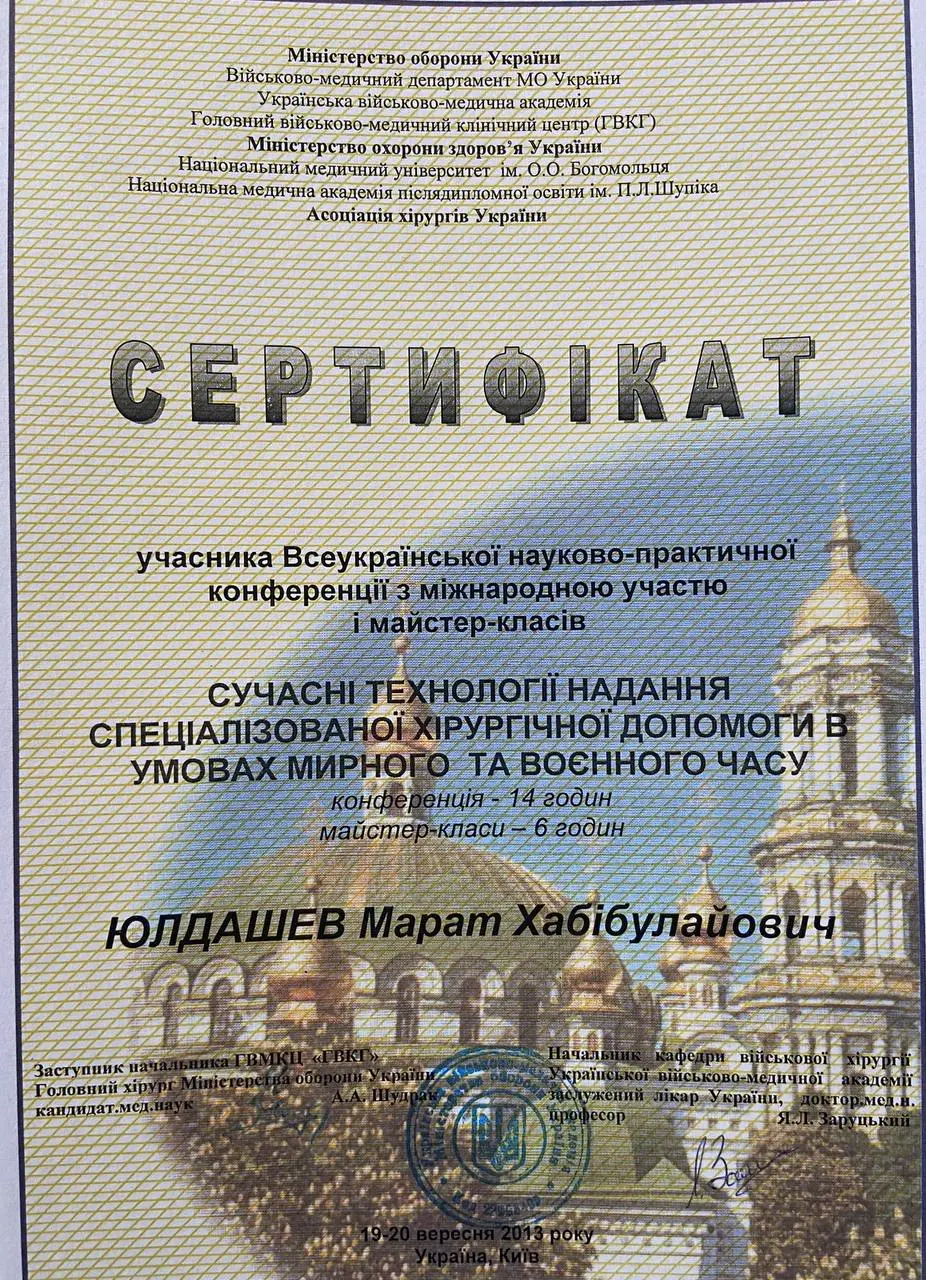 Міністерство оборони України
Військово-медичний департамент МО України
Українська військово-медична академія
Головний військово-медичний клінічний центр (ГВКГ)
Міністерство охорони здоров’я України
Національний медичний університет ім. О.О. Богомольця
Національна медична академія післядипломної освіти ім. П.Л.Шупіка
Асоціація хірургів України
СЕРТИФІКАТ
учасника Всеукраїнської науково-практичної
конференції з міжнародною участю
і майстер-класів
СУЧАСНІ ТЕХНОЛОГІЇ НАДАННЯ
СПЕЦІАЛІЗОВАНОЇ ХІРУРГІЧНОЇ ДОПОМОГИ В
УМОВАХ МИРНОГО ТА ВОЄННОГО ЧАСУ
конференція - 14 годин
майстер-класи – 6 годин
ЮЛДАШЕВ Марат Хабібулайович
Заступник начальника ГВМКЦ «ГВКГ»
Головний хірург Міністерства оборони України
кандидат.мед.наук А.А. Шудрак
Начальник кафедри військової хірургії
Української військово-медичної академії
заслужений лікар України, доктор.мед.н.
професор Я.Л. Заруцький
19-20 вересня 2013 року
Україна, Київ